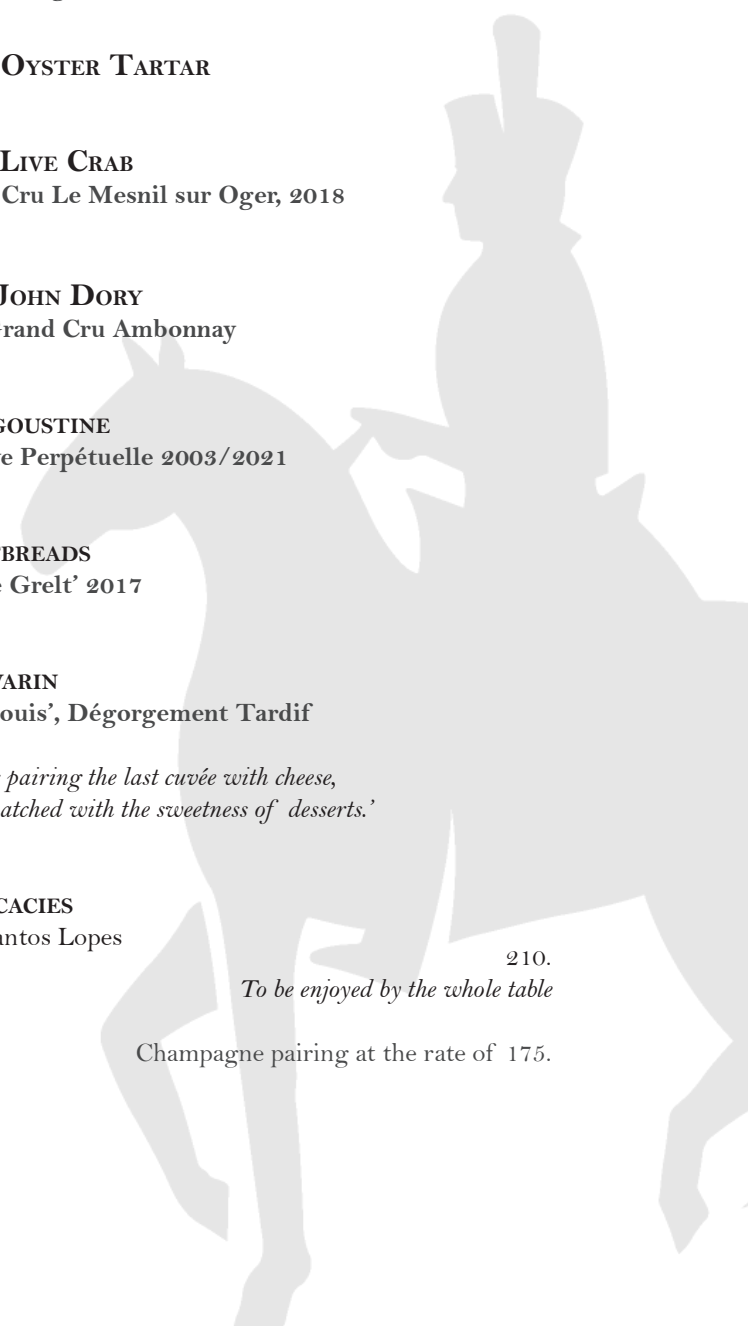 Oyster Tartar
Live Crab
Cru Le Mesnil sur Oger, 2018
John Dory
Grand Cru Ambonnay
GOUSTINE
e Perpétuelle 2003/2021
BREADS
e Grelt’ 2017
VARIN
ouis’, Dégorgement Tardif
pairing the last cuvée with cheese,
atched with the sweetness of desserts.’
CACIES
antos Lopes
210.
To be enjoyed by the whole table
Champagne pairing at the rate of 175.